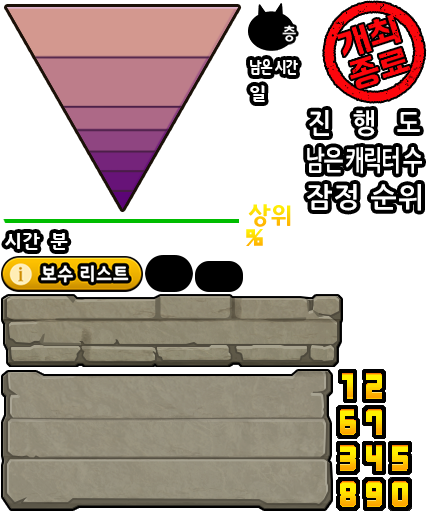 층
개최
종료
남은 시간
일
진 행 도
남은 캐릭터 수
잠정 순위
상위
%
시간 분
i 보수 리스트
1 2
6 7
3 4 5
8 9 0